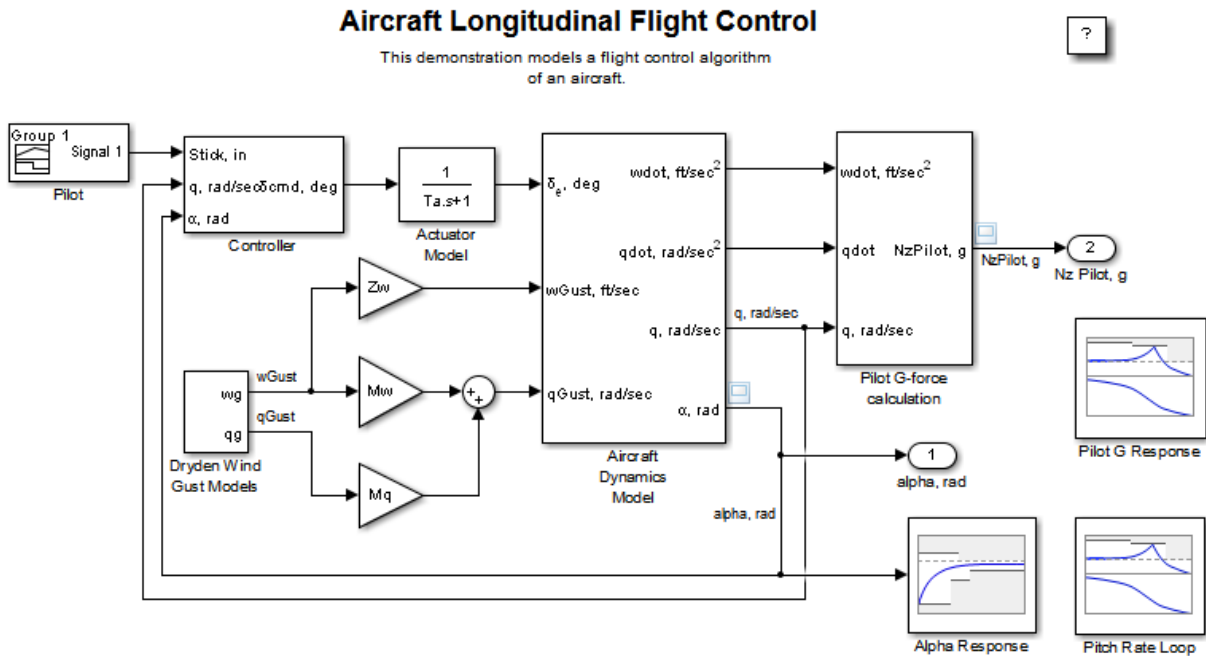 Aircraft Longitudinal Flight Control
?
This demonstration models a flight control algorithm
of an aircraft.
Group 1
Signal 1
Pilot
Stick, in
q, rad/secδcmd, deg
α, rad
Controller
1
Ta.s+1
Actuator
Model
δe, deg
wGust, ft/sec
qGust, rad/sec
wdot, ft/sec²
qdot, rad/sec²
q, rad/sec
α, rad
Aircraft
Dynamics
Model
q, rad/sec
wdot, ft/sec²
qdot
NzPilot, g
q, rad/sec
Pilot G-force
calculation
NzPilot, g
2
Nz Pilot, g
Zw
Mw
Mq
+
+
wg
qg
wGust
qGust
Dryden Wind
Gust Models
1
alpha, rad
alpha, rad
Pilot G Response
Alpha Response
Pitch Rate Loop